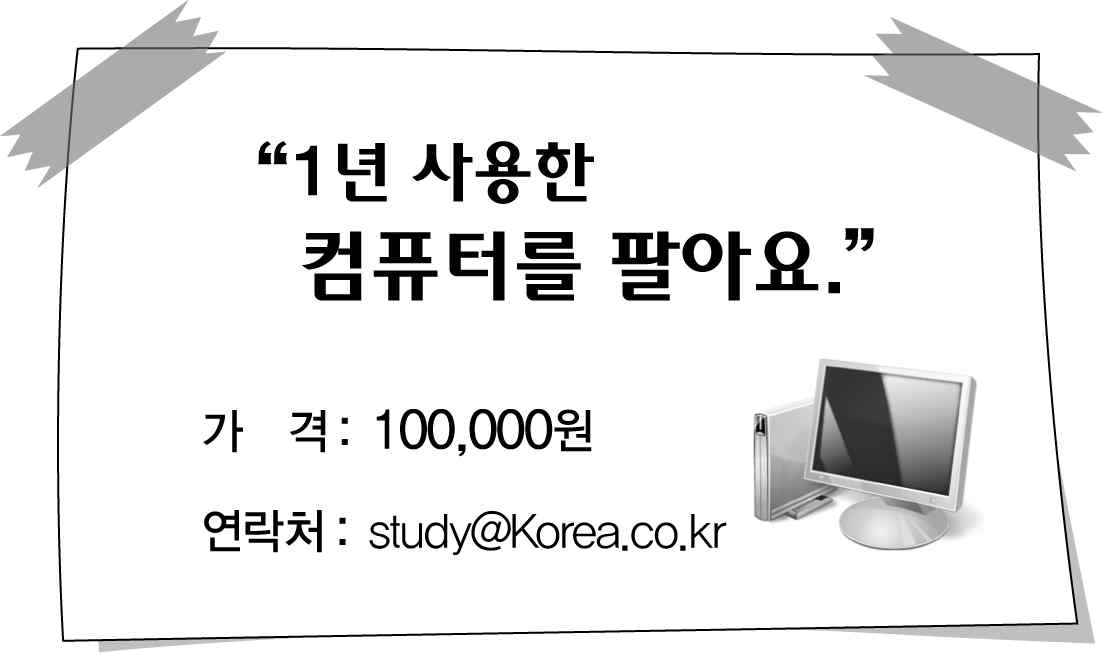 “1년 사용한
컴퓨터를 팔아요.”
가 격 : 100,000원
연락처 : study@Korea.co.kr